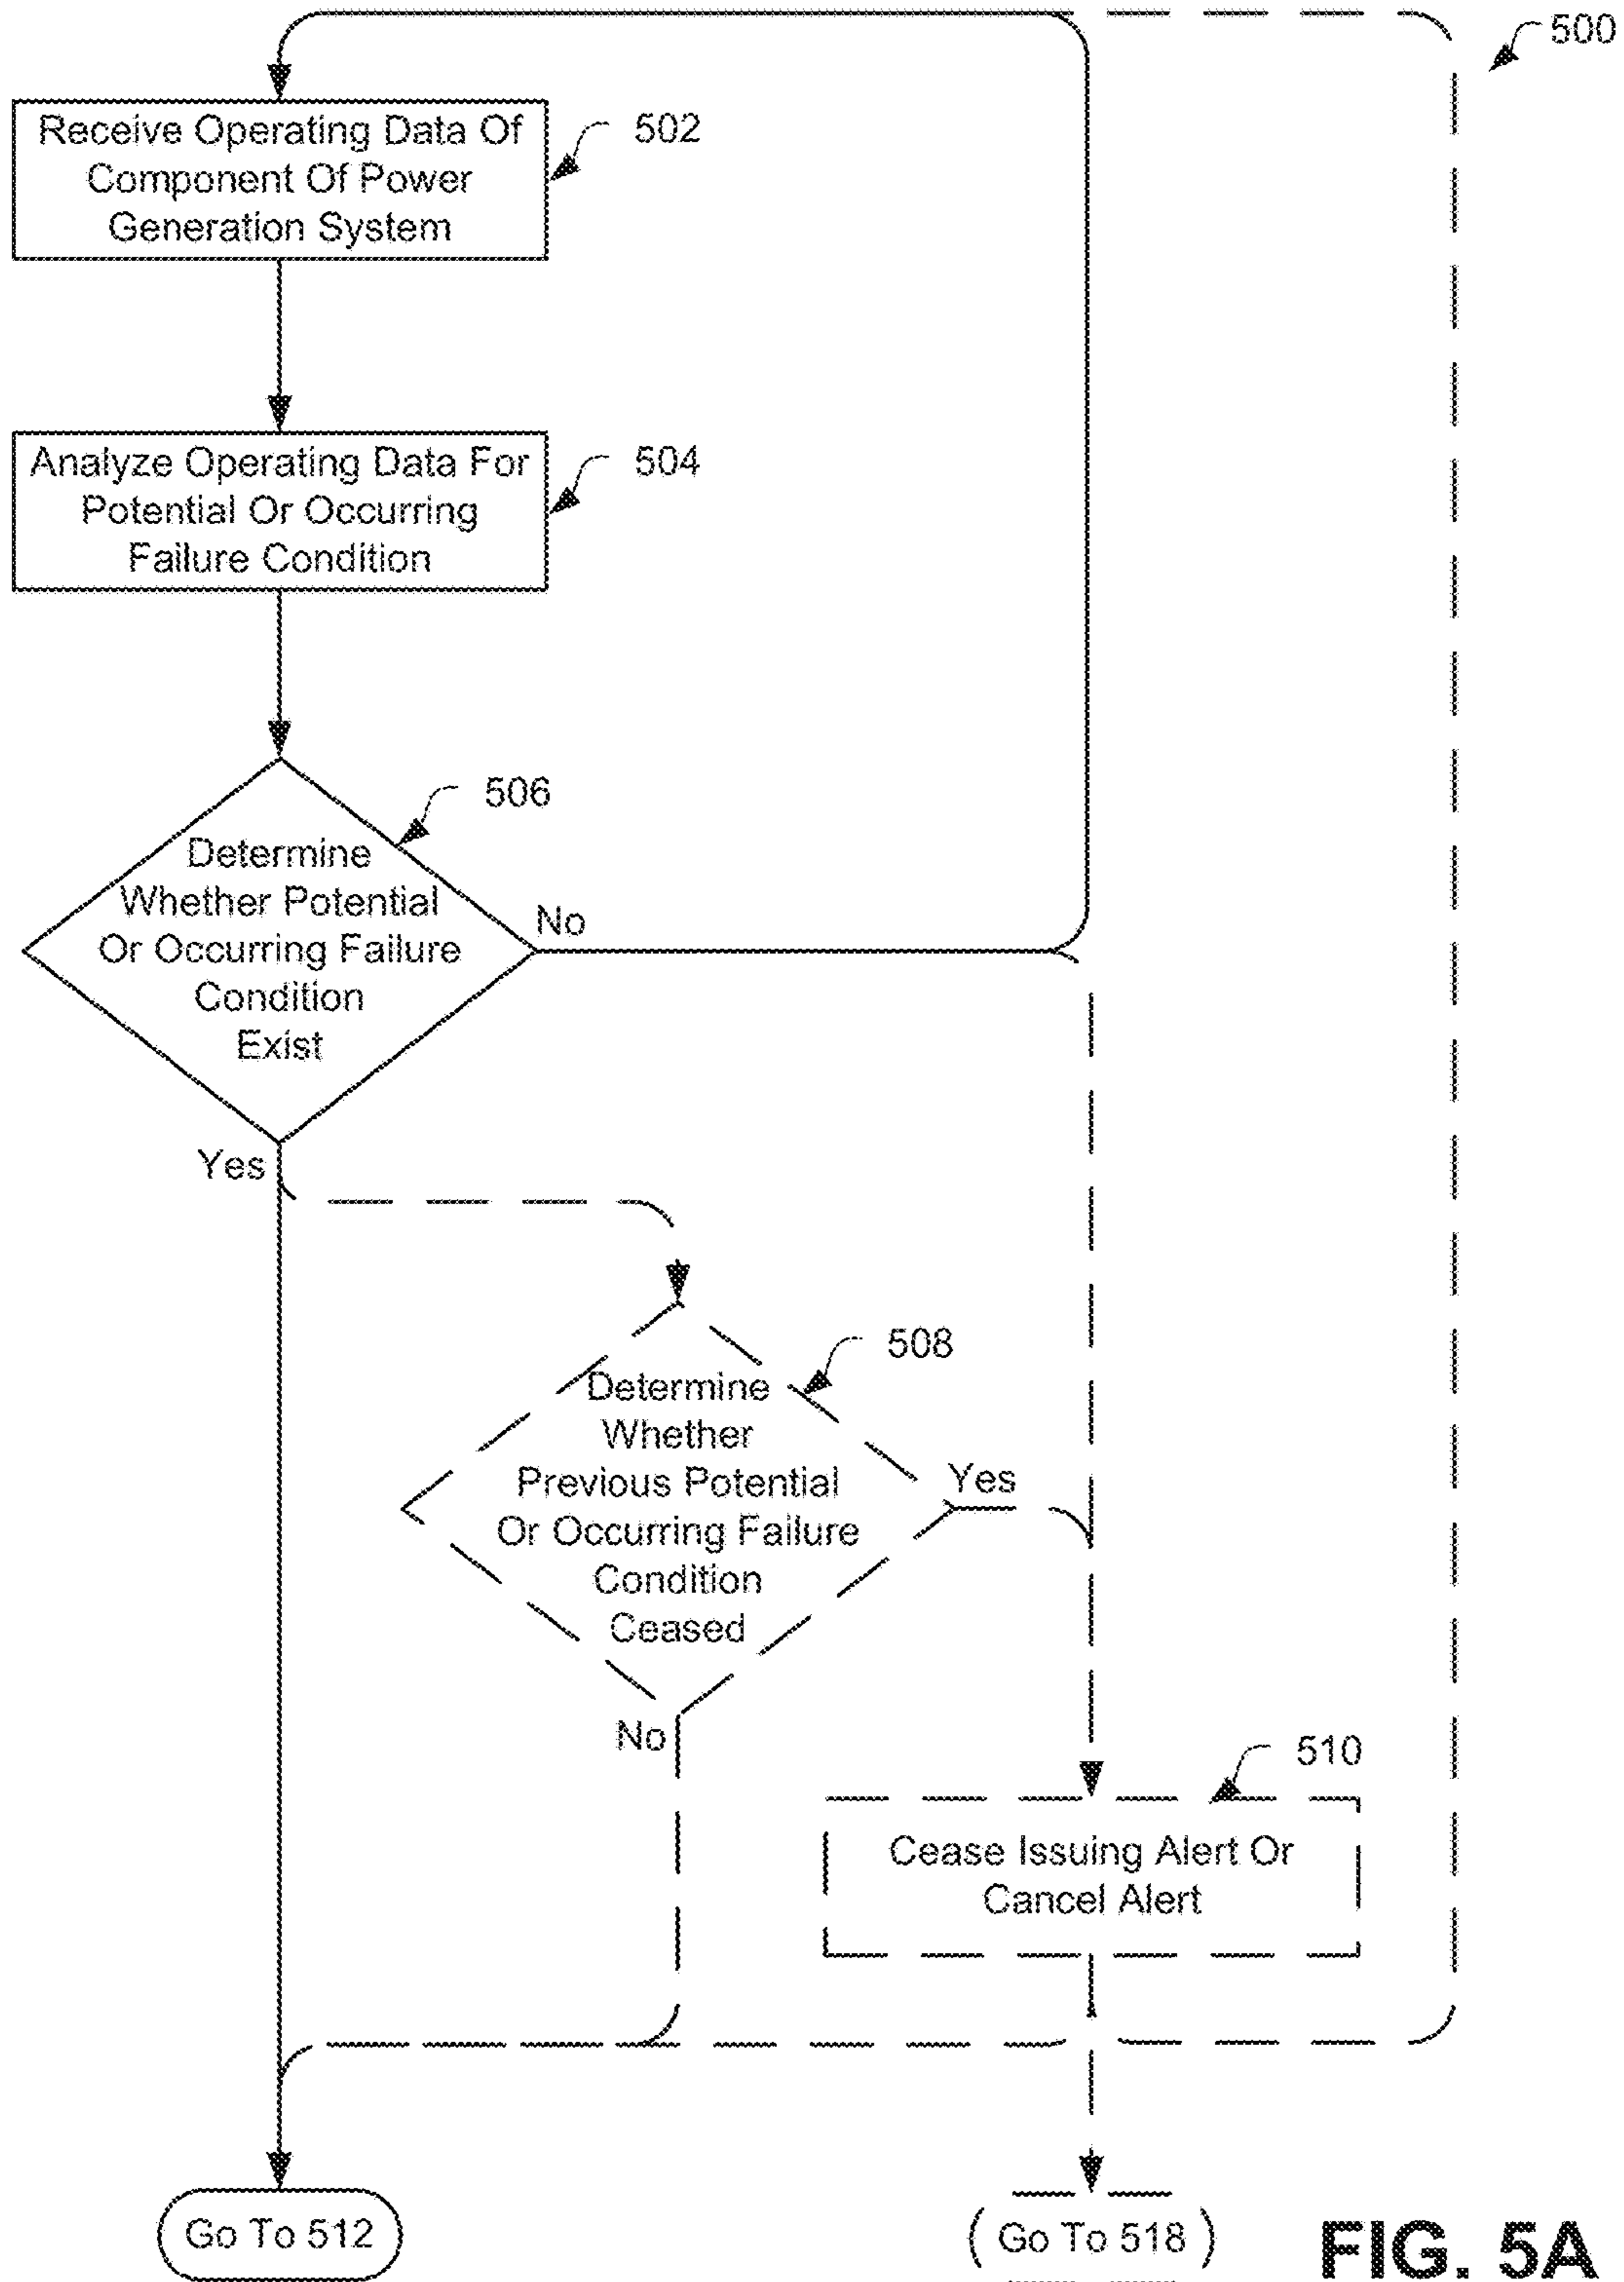 500
Receive Operating Data Of
Component Of Power
Generation System
502
Analyze Operating Data For
Potential Or Occurring
Failure Condition
504
506
Determine
Whether Potential
Or Occurring Failure
Condition
Exist
No
Yes
508
Determine
Whether
Previous Potential
Or Occurring Failure
Condition
Ceased
Yes
No
510
Cease Issuing Alert Or
Cancel Alert
Go To 512
Go To 518
FIG. 5A